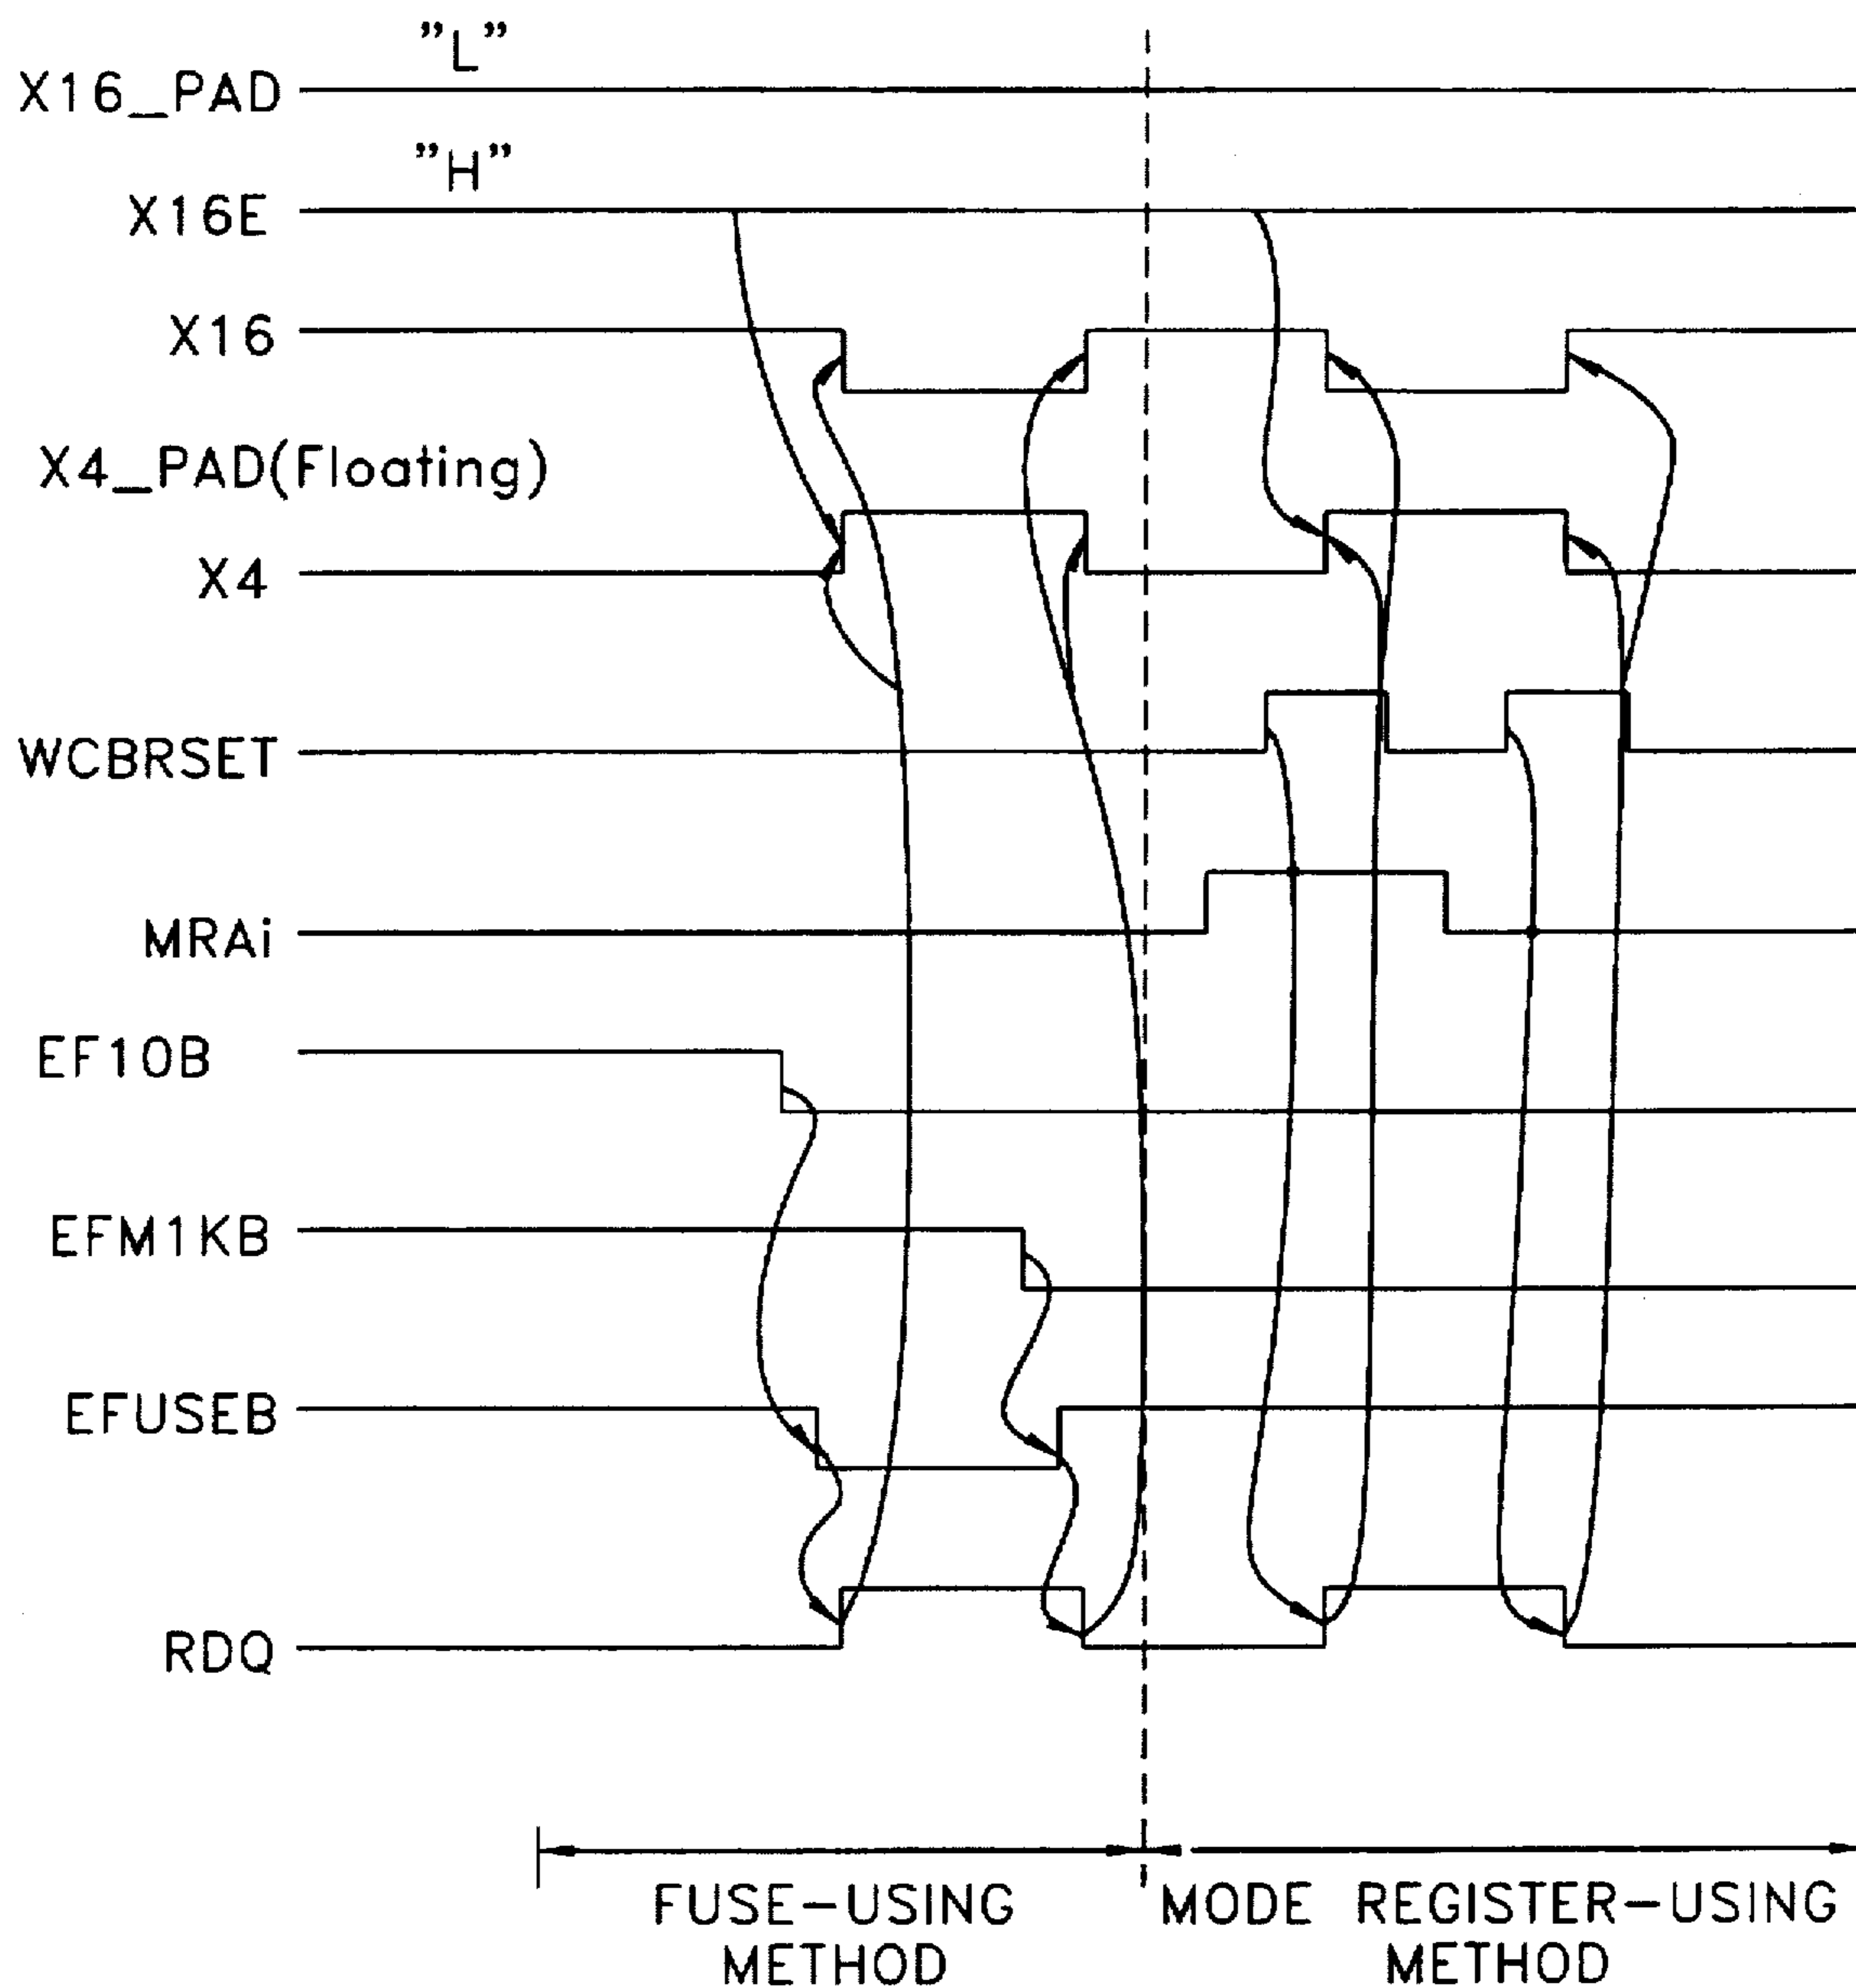 "L"
X16_PAD
"H"
X16E
X16
X4_PAD(Floating)
X4
WCBRSET
MRAi
EF10B
EFM1KB
EFUSEB
RDQ
FUSE-USING
METHOD
MODE REGISTER-USING
METHOD